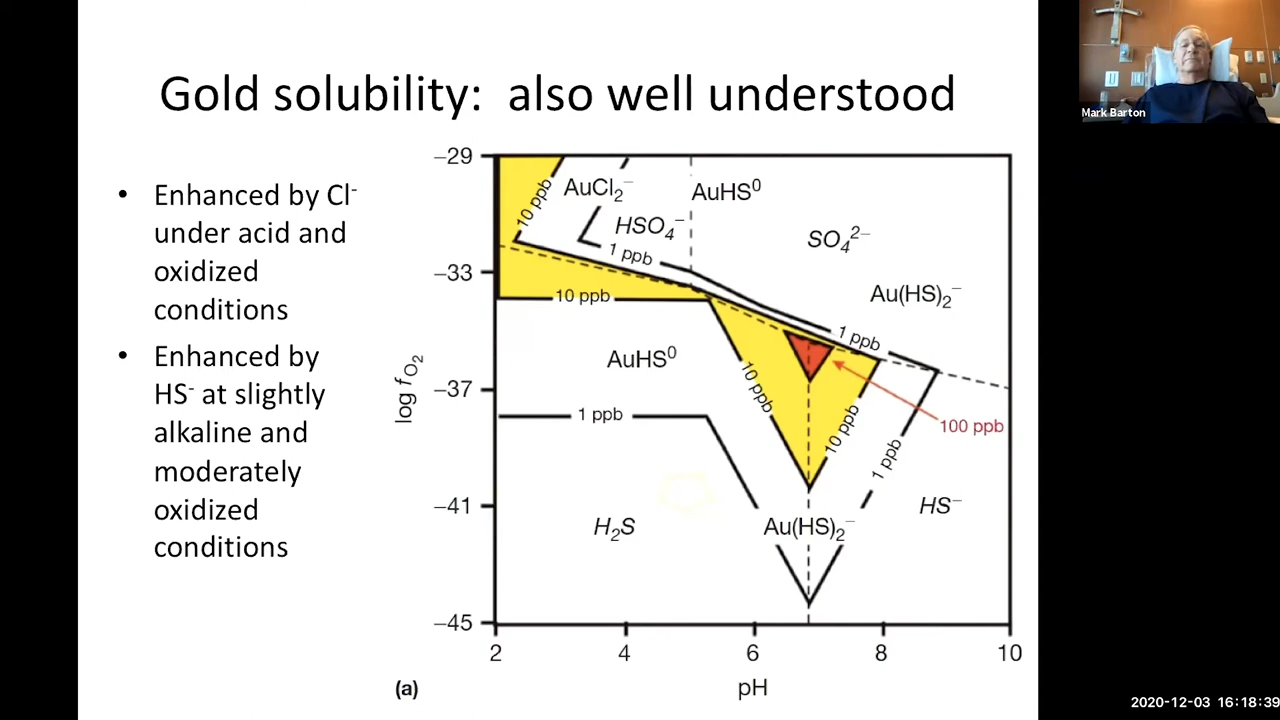 Gold solubility: also well understood
• Enhanced by Cl⁻
under acid and
oxidized
conditions
• Enhanced by
HS⁻ at slightly
alkaline and
moderately
oxidized
conditions
log fO₂
−29
−33
−37
−41
−45
10 ppb
AuCl₂⁻
AuHS⁰
HSO₄⁻
SO₄²⁻
1 ppb
10 ppb
Au(HS)₂⁻
1 ppb
AuHS⁰
10 ppb
10 ppb
1 ppb
100 ppb
1 ppb
H₂S
Au(HS)₂⁻
HS⁻
2
4
6
8
10
(a)
pH
Mark Barton
2020-12-03 16:18:39